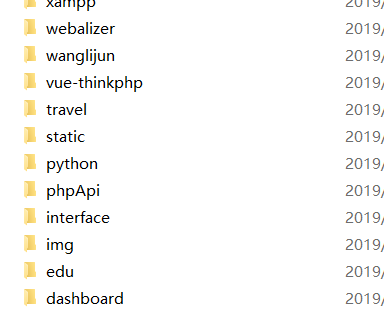 xampp 2019/
webalizer 2019/
wanglijun 2019/
vue-thinkphp 2019/
travel 2019/
static 2019/
python 2019/
phpApi 2019/
interface 2019/
img 2019/
edu 2019/
dashboard 2019/